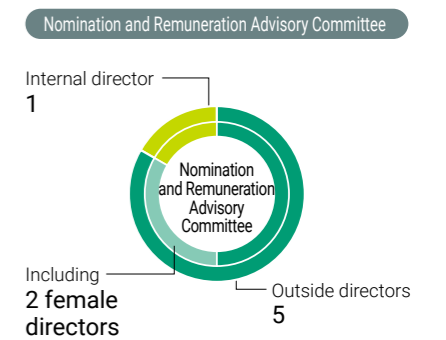 Nomination and Remuneration Advisory Committee
Internal director
1
Nomination
and Remuneration
Advisory
Committee
Including
2 female
directors
Outside directors
5